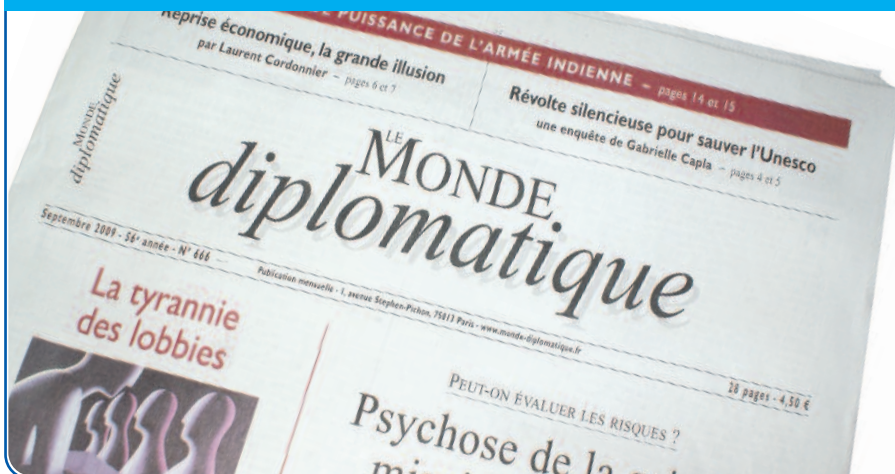 PUISSANCE DE L'ARMÉE INDIENNE – pages 14 et 15
Reprise économique, la grande illusion
par Laurent Cordonnier – pages 6 et 7
Révolte silencieuse pour sauver l'Unesco
une enquête de Gabrielle Capla – pages 4 et 5
LE MONDE
diplomatique
LE MONDE
diplomatique
Septembre 2009 - 56e année - N° 666
Publication mensuelle - 1, avenue Stephen-Pichon, 75013 Paris - www.monde-diplomatique.fr
28 pages - 4,50 €
La tyrannie
des lobbies
PEUT-ON ÉVALUER LES RISQUES ?
Psychose de la